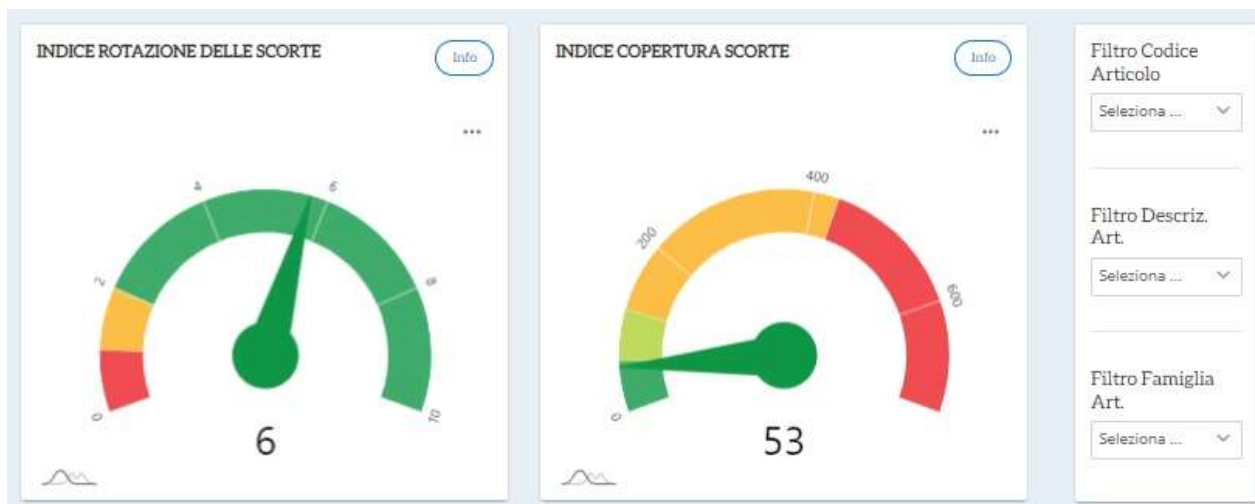 INDICE ROTAZIONE DELLE SCORTE
Info
...
0
2
4
6
8
10
6
INDICE COPERTURA SCORTE
Info
...
0
200
400
600
53
Filtro Codice
Articolo
Seleziona ...
Filtro Descriz.
Art.
Seleziona ...
Filtro Famiglia
Art.
Seleziona ...